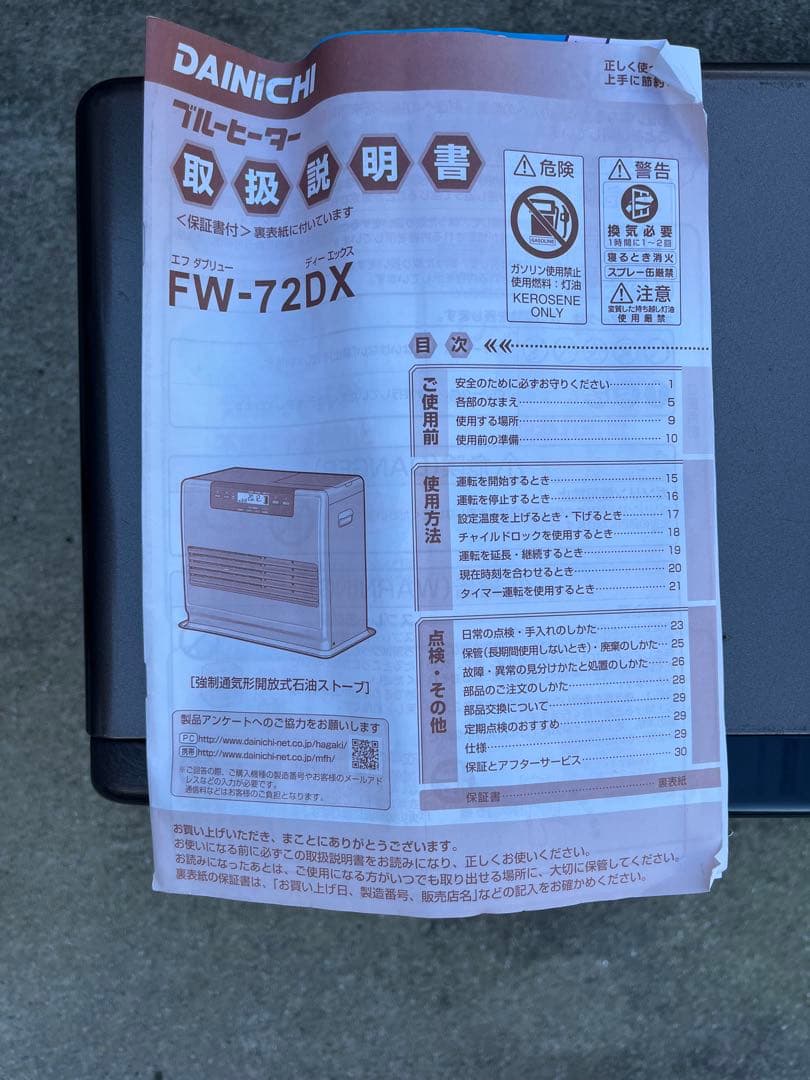 DAINICHI
ブルーヒーター
取扱説明書
<保証書付>裏表紙に付いています
エフ ダブリュー ディー エックス
FW-72DX
正しく使
上手に節約
危険
GASOLINE
ガソリン使用禁止
使用燃料:灯油
KEROSENE
ONLY
警告
換気必要
1時間に1〜2回
寝るとき消火
スプレー缶厳禁
注意
変質した持ち越し灯油
使用厳禁
目次
ご使用前
安全のために必ずお守りください 1
各部のなまえ 5
使用する場所 9
使用前の準備 10
使用方法
運転を開始するとき 15
運転を停止するとき 16
設定温度を上げるとき・下げるとき 17
チャイルドロックを使用するとき 18
運転を延長・継続するとき 19
現在時刻を合わせるとき 20
タイマー運転を使用するとき 21
点検・その他
日常の点検・手入れのしかた 23
保管(長期間使用しないとき)・廃棄のしかた 25
故障・異常の見分けかたと処置のしかた 26
部品のご注文のしかた 28
部品交換について 29
定期点検のおすすめ 29
仕様 29
保証とアフターサービス 30
保証書 裏表紙
[強制通気形開放式石油ストーブ]
製品アンケートへのご協力をお願いします
PC http://www.dainichi-net.co.jp/hagaki/
携帯 http://www.dainichi-net.co.jp/mfh/
※ご回答の際、ご購入機種の製造番号やお客様のメールアド
レスなどの入力が必要です。
通信料などはお客様のご負担となります。
お買い上げいただき、まことにありがとうございます。
お使いになる前に必ずこの取扱説明書をお読みになり、正しくお使いください。
お読みになったあとは、ご使用になる方がいつでも取り出せる場所に、大切に保管してください。
裏表紙の保証書は、「お買い上げ日、製造番号、販売店名」などの記入をお確かめください。